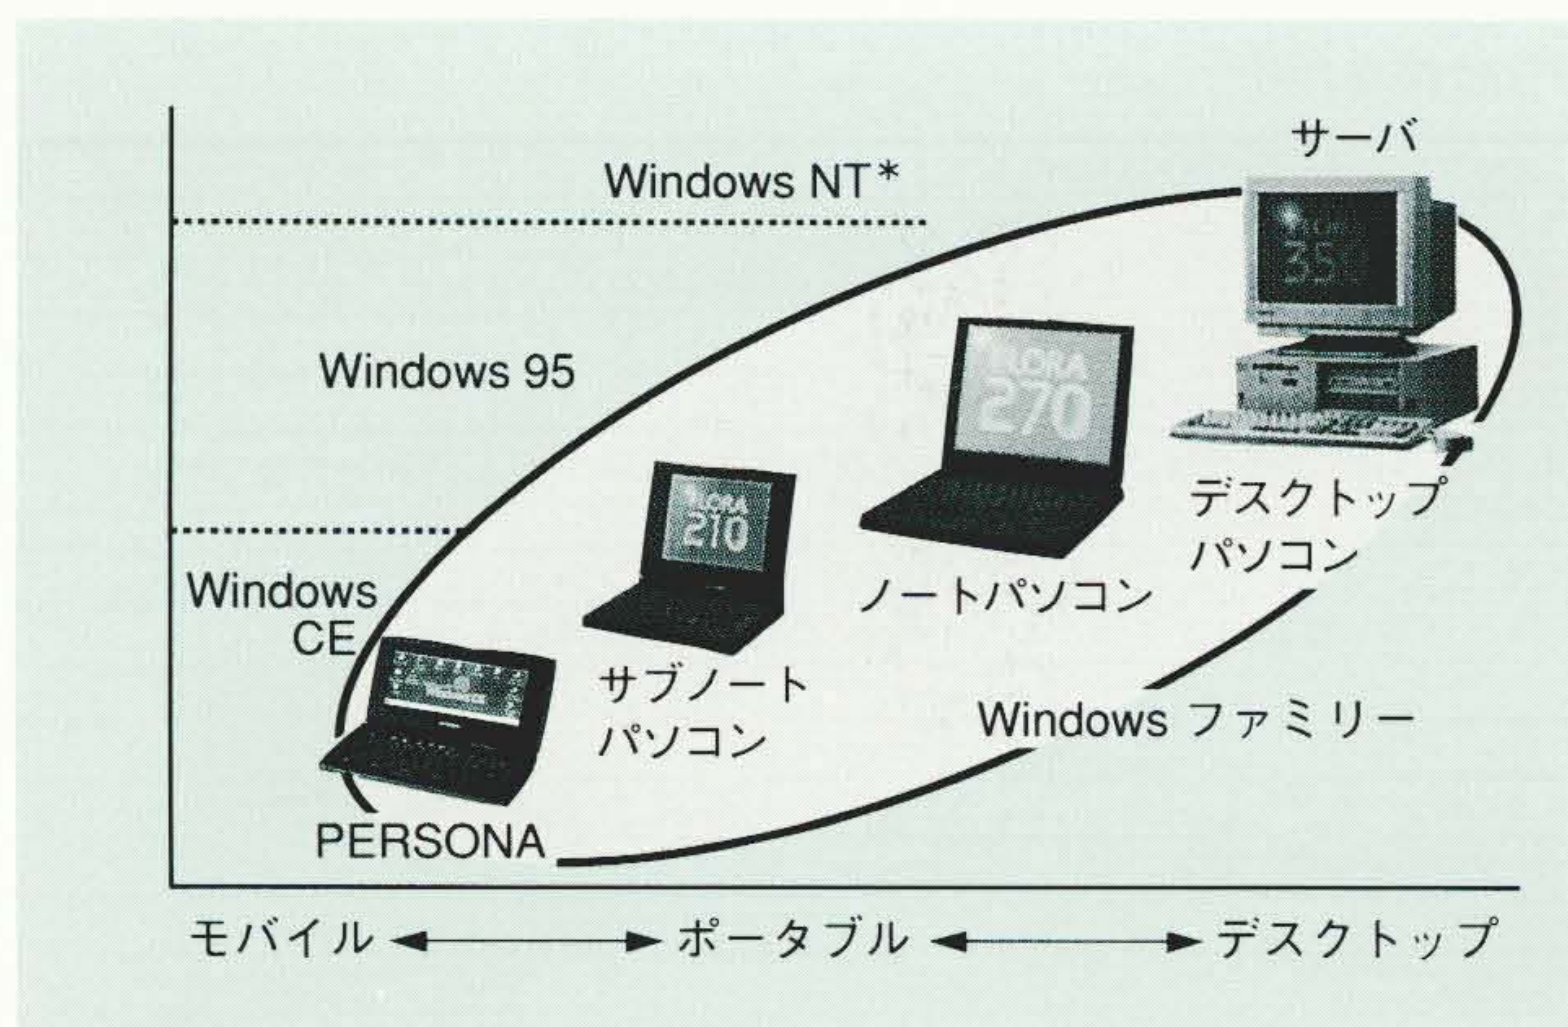 サーバ
Windows NT*
Windows 95
Windows
CE
270
210
デスクトップ
パソコン
ノートパソコン
サブノート
パソコン
Windows ファミリー
PERSONA
モバイル
ポータブル
デスクトップ